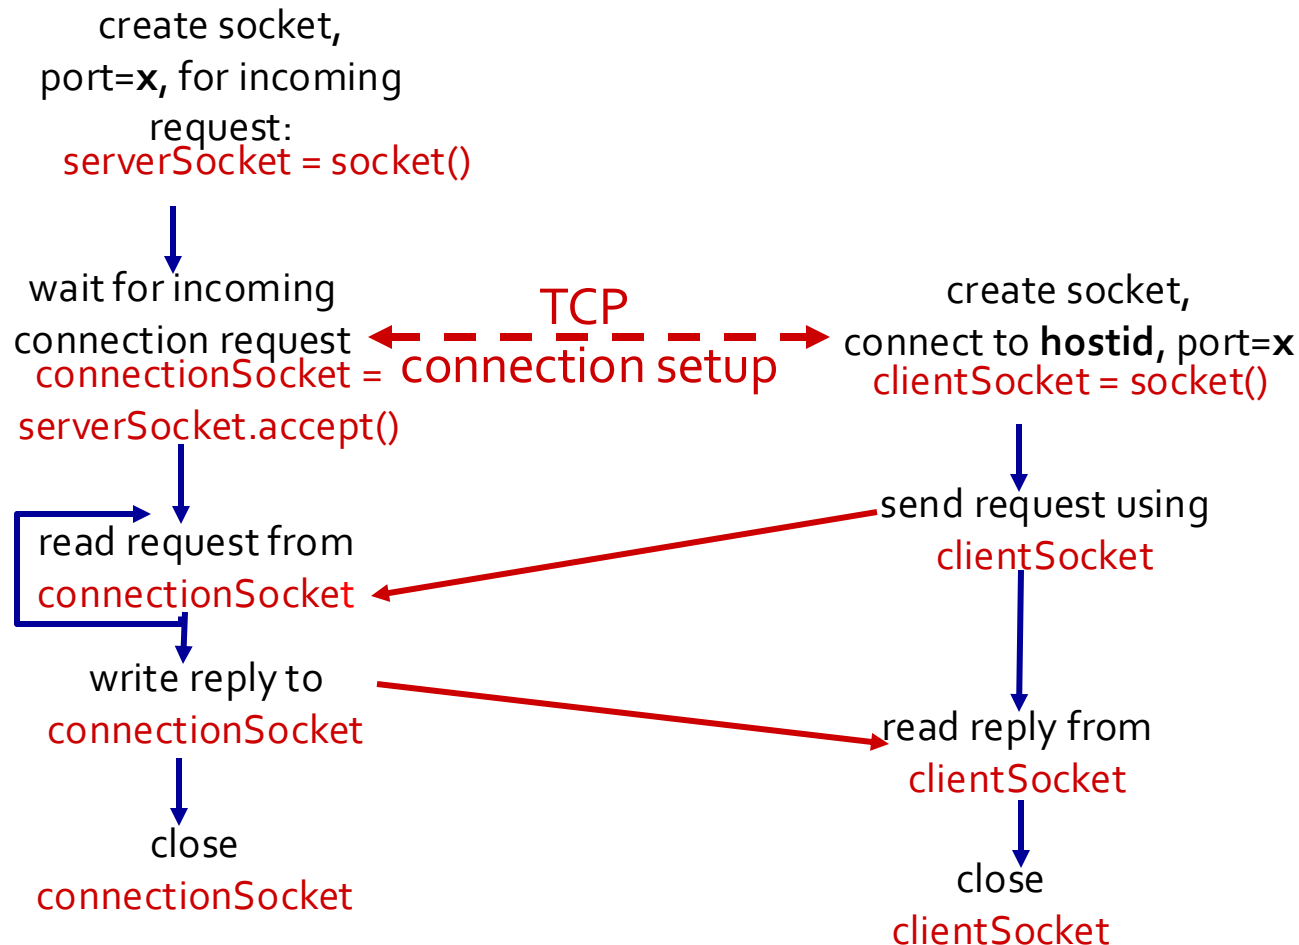 create socket,
port=x, for incoming
request:
serverSocket = socket()
wait for incoming
connection request
connectionSocket =
serverSocket.accept()
TCP
connection setup
create socket,
connect to hostid, port=x
clientSocket = socket()
read request from
connectionSocket
send request using
clientSocket
write reply to
connectionSocket
read reply from
clientSocket
close
connectionSocket
close
clientSocket